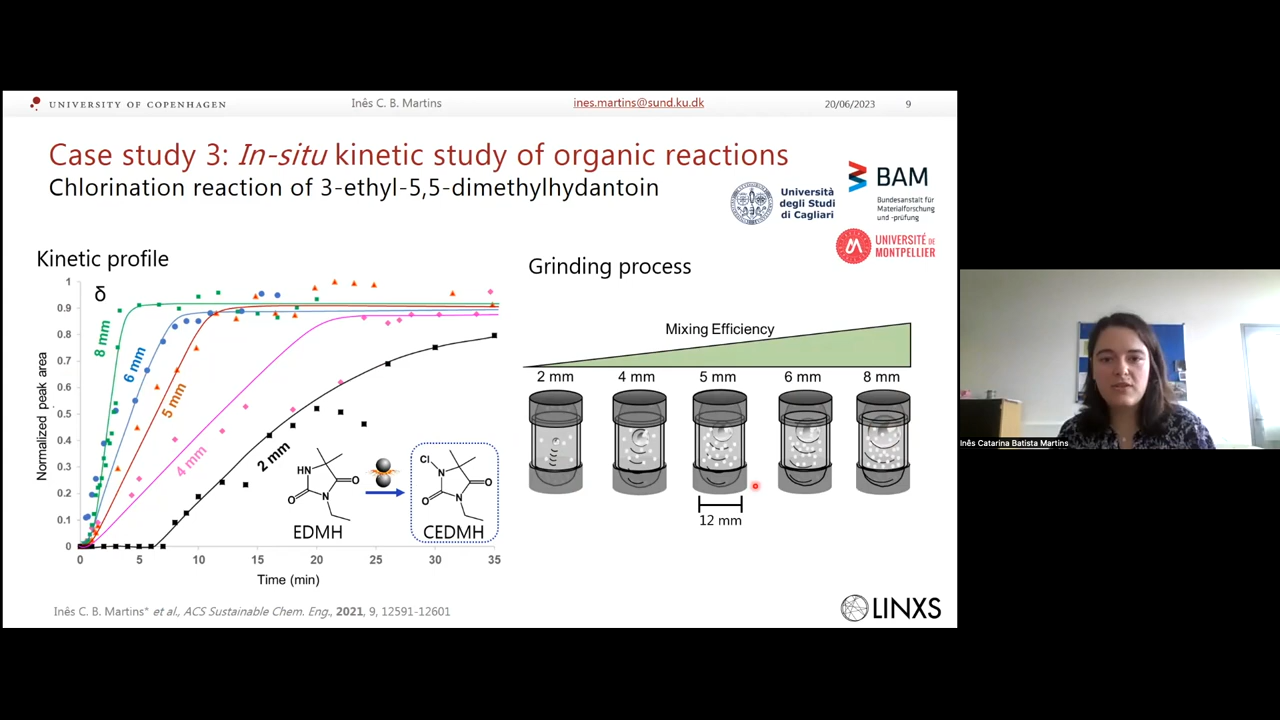 UNIVERSITY OF COPENHAGEN
Inês C. B. Martins
ines.martins@sund.ku.dk
20/06/2023
9
Case study 3: In-situ kinetic study of organic reactions
Chlorination reaction of 3-ethyl-5,5-dimethylhydantoin
Università
degli Studi
di Cagliari
BAM
Bundesanstalt für
Materialforschung
und -prüfung
UNIVERSITÉ DE
MONTPELLIER
Kinetic profile
δ
Normalized peak area
1
0.9
0.8
0.7
0.6
0.5
0.4
0.3
0.2
0.1
0
8 mm
6 mm
5 mm
4 mm
2 mm
HN
O
N
O
EDMH
Cl
N
O
N
O
CEDMH
0 5 10 15 20 25 30 35
Time (min)
Grinding process
Mixing Efficiency
2 mm 4 mm 5 mm 6 mm 8 mm
12 mm
Inês C. B. Martins* et al., ACS Sustainable Chem. Eng., 2021, 9, 12591-12601
LINXS
Inês Catarina Batista Martins